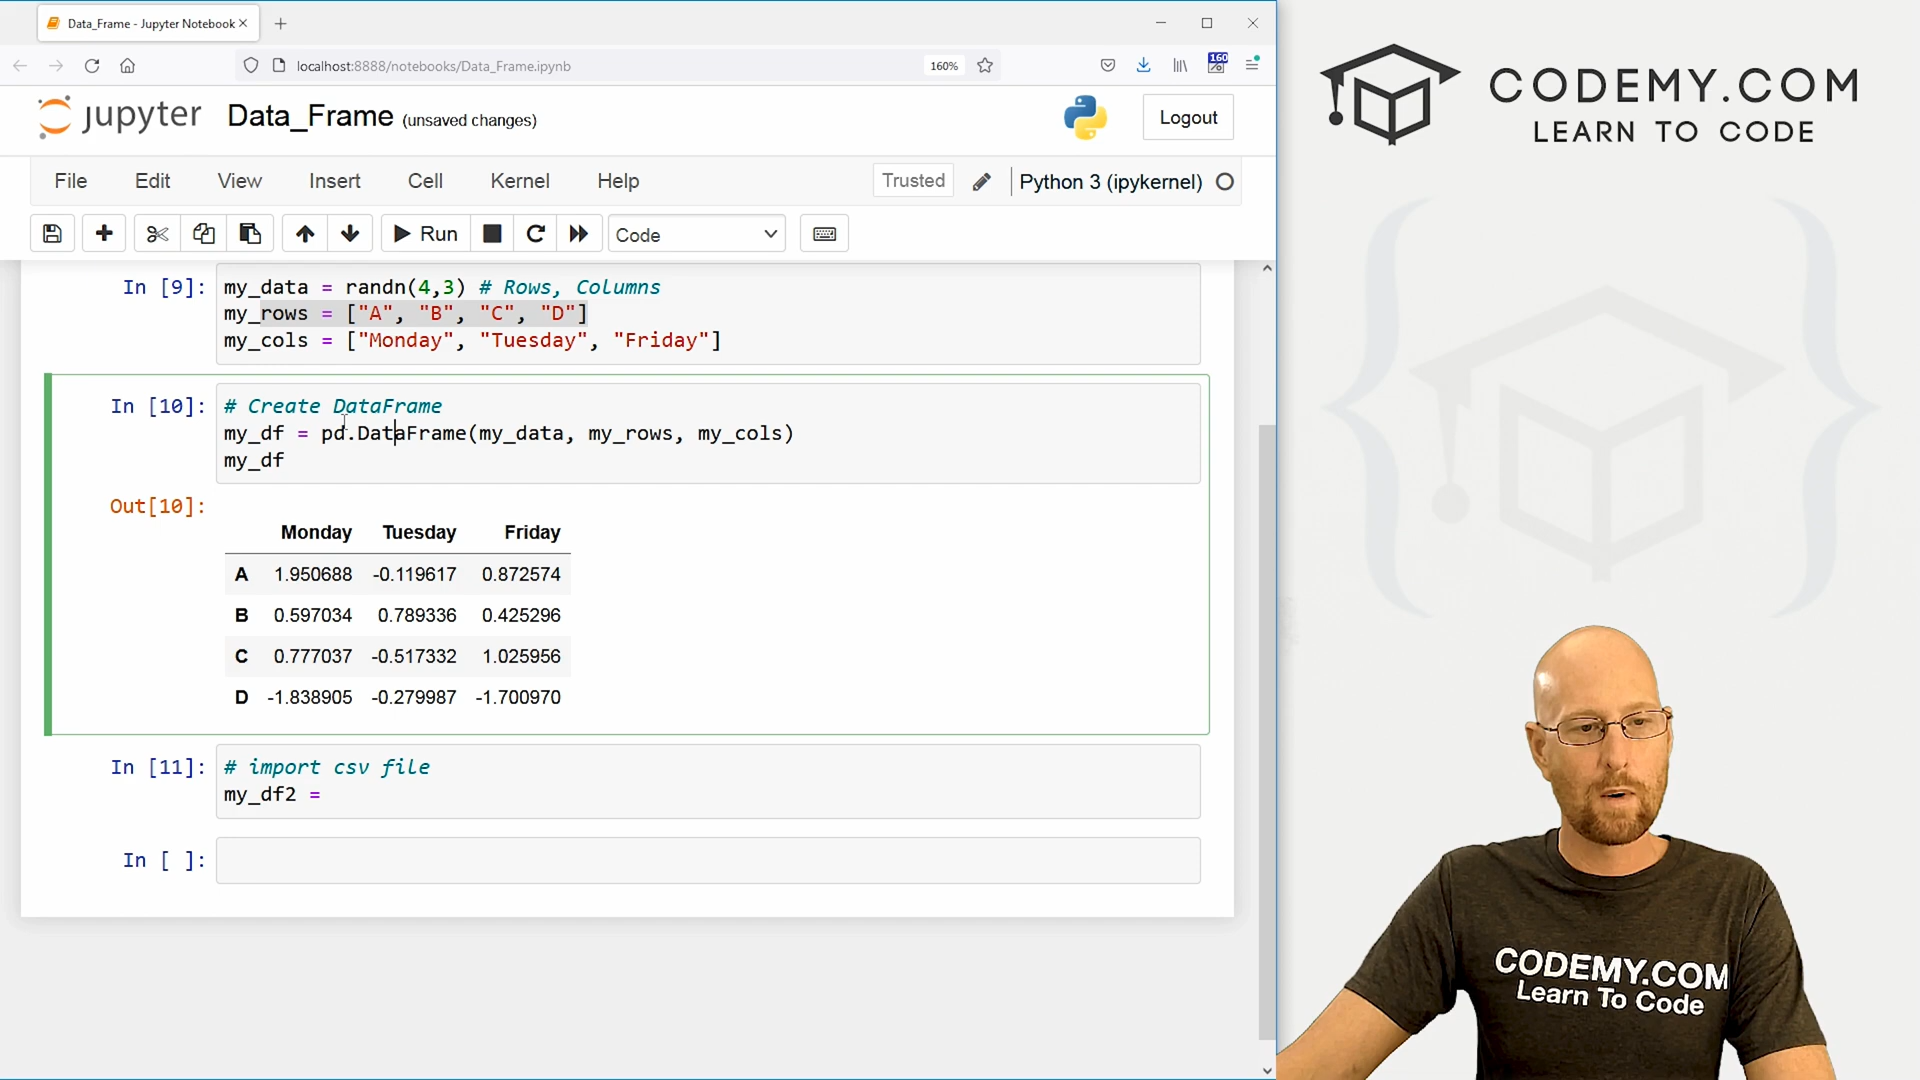 Data_Frame - Jupyter Notebook
localhost:8888/notebooks/Data_Frame.ipynb
160%
160
jupyter Data_Frame (unsaved changes)
Logout
File Edit View Insert Cell Kernel Help
Trusted
Python 3 (ipykernel)
Run
Code
In [9]:
my_data = randn(4,3) # Rows, Columns
my_rows = ["A", "B", "C", "D"]
my_cols = ["Monday", "Tuesday", "Friday"]
In [10]:
# Create DataFrame
my_df = pd.DataFrame(my_data, my_rows, my_cols)
my_df
Out[10]:
Monday Tuesday Friday
A 1.950688 -0.119617 0.872574
B 0.597034 0.789336 0.425296
C 0.777037 -0.517332 1.025956
D -1.838905 -0.279987 -1.700970
In [11]:
# import csv file
my_df2 =
In [ ]:
CODEMY.COM
LEARN TO CODE
CODEMY.COM
Learn To Code